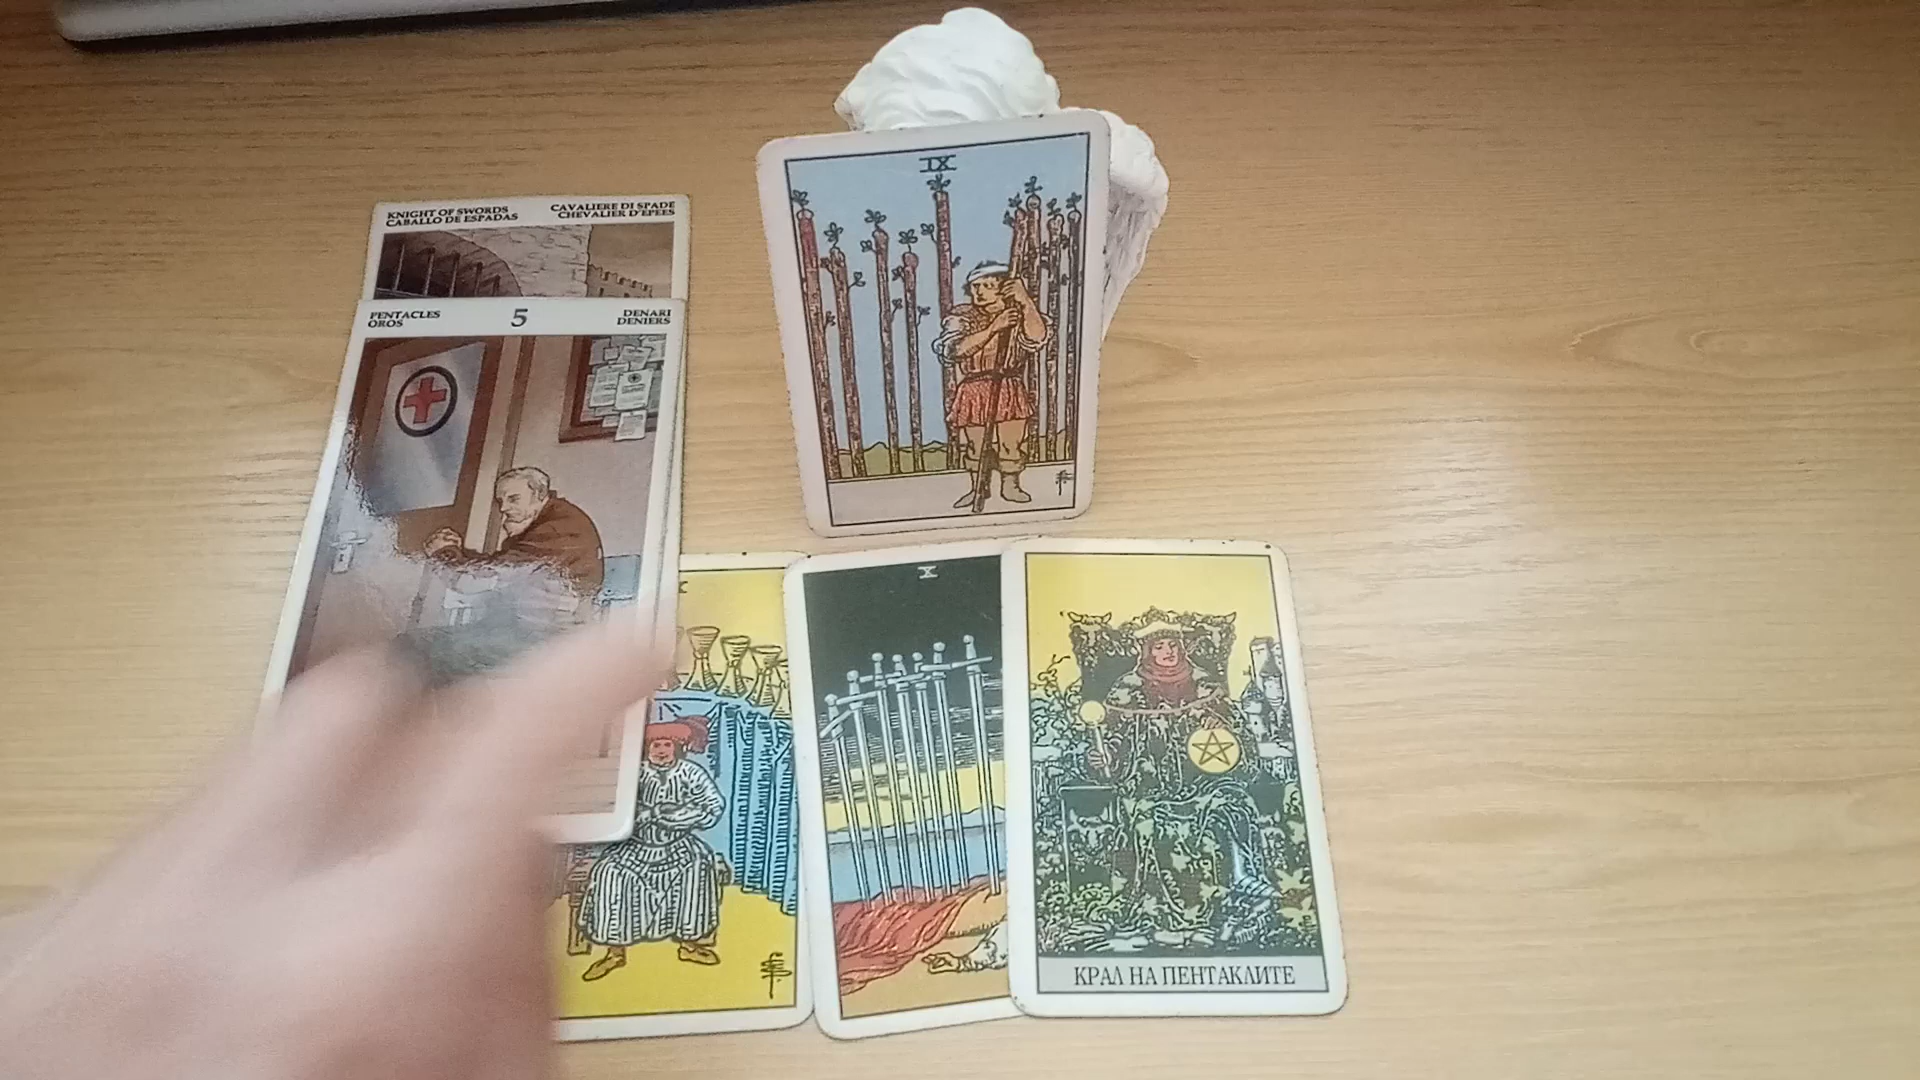 KNIGHT OF SWORDS
CABALLO DE ESPADAS
CAVALIERE DI SPADE
CHEVALIER D'EPEES
PENTACLES
OROS
5
DENARI
DENIERS
IX
X
КРАЛ НА ПЕНТАКЛИТЕ